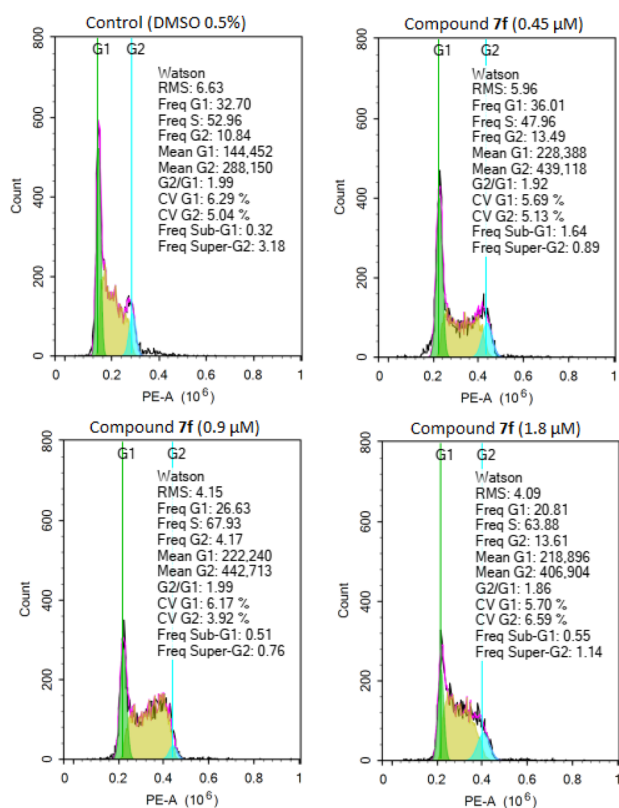 Control (DMSO 0.5%)
800
600
400
200
0
Count
G1
G2
Watson
RMS: 6.63
Freq G1: 32.70
Freq S: 52.96
Freq G2: 10.84
Mean G1: 144,452
Mean G2: 288,150
G2/G1: 1.99
CV G1: 6.29 %
CV G2: 5.04 %
Freq Sub-G1: 0.32
Freq Super-G2: 3.18
0 0.2 0.4 0.6 0.8 1
PE-A (10⁶)
Compound 7f (0.45 µM)
800
600
400
200
0
Count
G1
G2
Watson
RMS: 5.96
Freq G1: 36.01
Freq S: 47.96
Freq G2: 13.49
Mean G1: 228,388
Mean G2: 439,118
G2/G1: 1.92
CV G1: 5.69 %
CV G2: 5.13 %
Freq Sub-G1: 1.64
Freq Super-G2: 0.89
0 0.2 0.4 0.6 0.8 1
PE-A (10⁶)
Compound 7f (0.9 µM)
800
600
400
200
0
Count
G1
G2
Watson
RMS: 4.15
Freq G1: 26.63
Freq S: 67.93
Freq G2: 4.17
Mean G1: 222,240
Mean G2: 442,713
G2/G1: 1.99
CV G1: 6.17 %
CV G2: 3.92 %
Freq Sub-G1: 0.51
Freq Super-G2: 0.76
0 0.2 0.4 0.6 0.8 1
PE-A (10⁶)
Compound 7f (1.8 µM)
800
600
400
200
0
Count
G1
G2
Watson
RMS: 4.09
Freq G1: 20.81
Freq S: 63.88
Freq G2: 13.61
Mean G1: 218,896
Mean G2: 406,904
G2/G1: 1.86
CV G1: 5.70 %
CV G2: 6.59 %
Freq Sub-G1: 0.55
Freq Super-G2: 1.14
0 0.2 0.4 0.6 0.8 1
PE-A (10⁶)